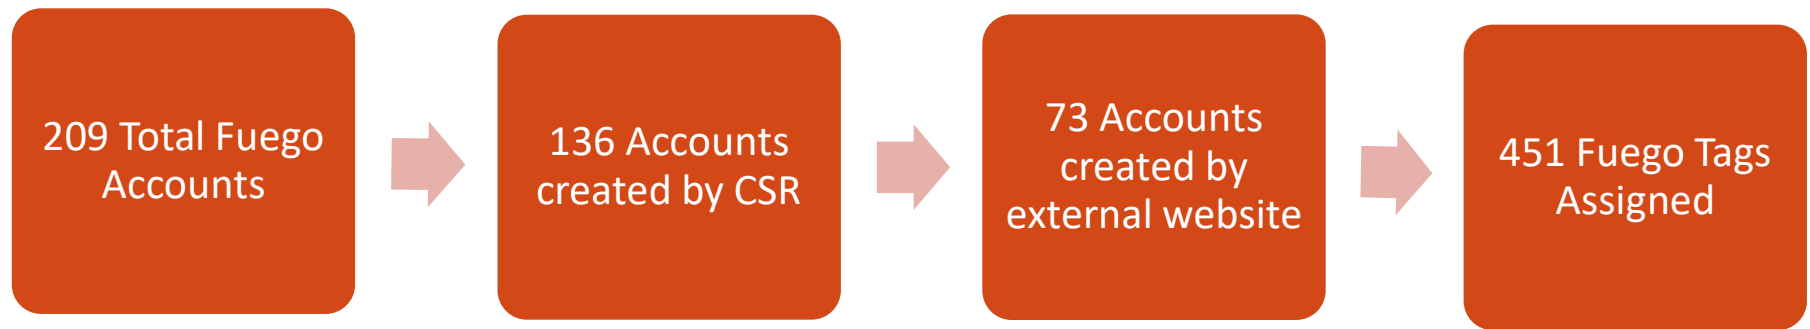 209 Total Fuego
Accounts
136 Accounts
created by CSR
73 Accounts
created by
external website
451 Fuego Tags
Assigned